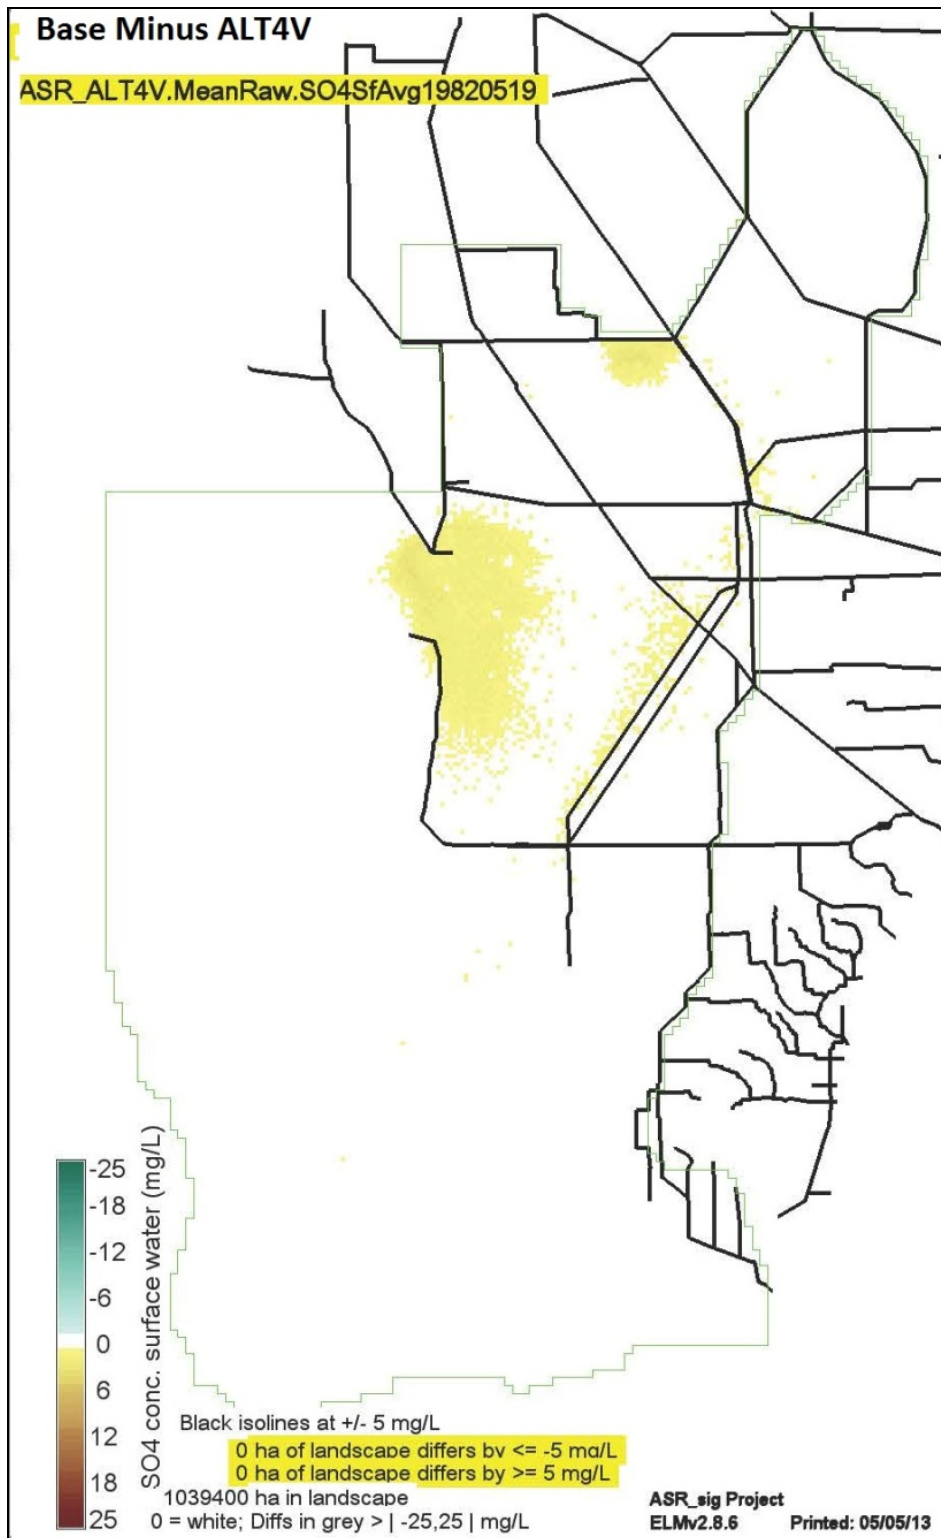 Base Minus ALT4V
ASR_ALT4V.MeanRaw.SO4SfAvg19820519
-25
-18
-12
-6
0
6
12
18
25
SO4 conc. surface water (mg/L)
Black isolines at +/- 5 mg/L
0 ha of landscape differs by <= -5 mg/L
0 ha of landscape differs by >= 5 mg/L
1039400 ha in landscape
0 = white; Diffs in grey > | -25,25 | mg/L
ASR_sig Project
ELMv2.8.6 Printed: 05/05/13